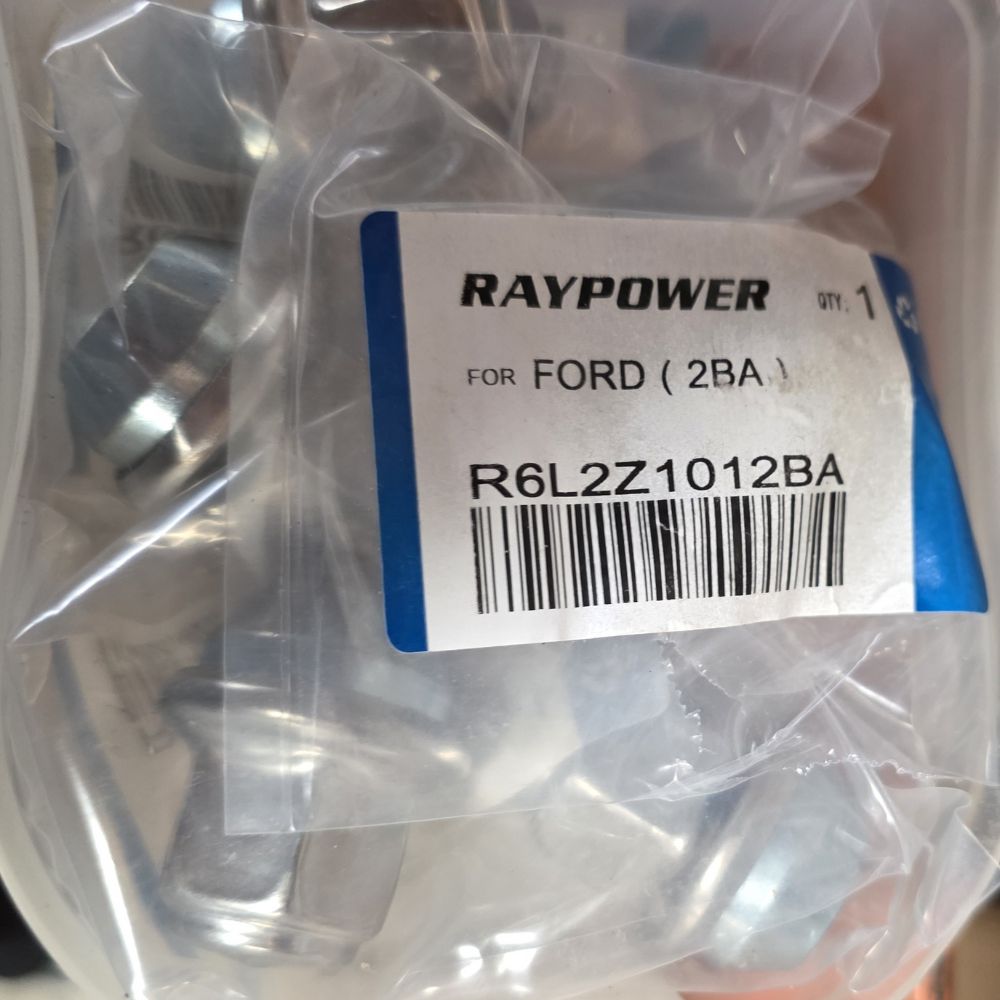 RAYPOWER QTY: 1
FOR FORD ( 2BA )
R6L2Z1012BA